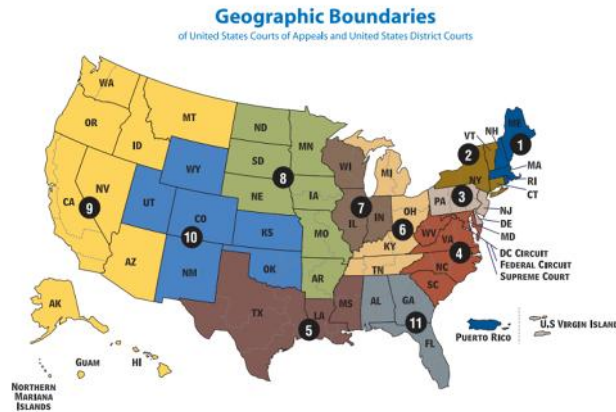 Geographic Boundaries
of United States Courts of Appeals and United States District Courts
WA
MT
ND
MN
VT
NH
ME
1
OR
ID
SD
WI
MI
2
NY
MA
RI
CT
WY
8
NE
IA
7
PA
3
NJ
DE
MD
NV
UT
CA
9
CO
10
KS
MO
IL
IN
OH
6
WV
VA
KY
4
DC CIRCUIT
FEDERAL CIRCUIT
SUPREME COURT
AZ
NM
OK
AR
TN
NC
SC
TX
LA
5
MS
AL
GA
11
FL
AK
PUERTO RICO
U.S VIRGIN ISLAN
GUAM
HI
NORTHERN
MARIANA
ISLANDS